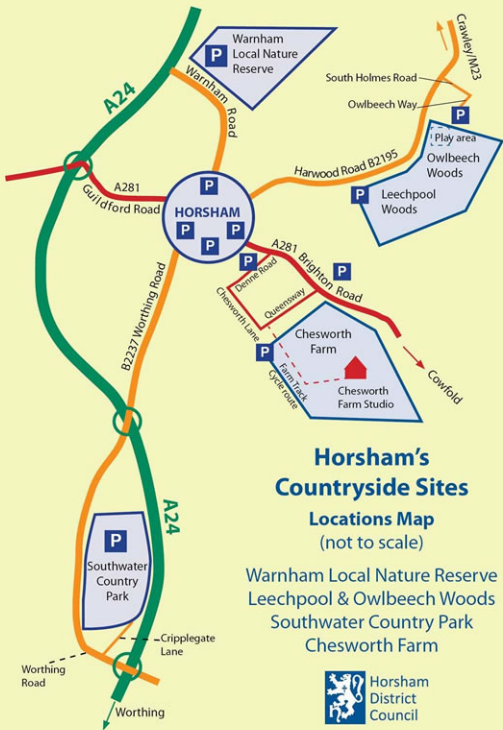 P
Warnham
Local Nature
Reserve
Crawley/M23
South Holmes Road
Owlbeech Way
P
Play area
Owlbeech
Woods
Harwood Road B2195
P
Leechpool
Woods
A24
Warnham Road
A281
Guildford Road
P
HORSHAM
P
P
P
A281 Brighton Road
P
P
Denne Road
Queensway
Chesworth Lane
B2237 Worthing Road
Chesworth
Farm
P
Farm Track
Cycle route
Chesworth
Farm Studio
Cowfold
A24
P
Southwater
Country
Park
Cripplegate
Lane
Worthing
Road
Worthing
Horsham's
Countryside Sites
Locations Map
(not to scale)
Warnham Local Nature Reserve
Leechpool & Owlbeech Woods
Southwater Country Park
Chesworth Farm
Horsham
District
Council